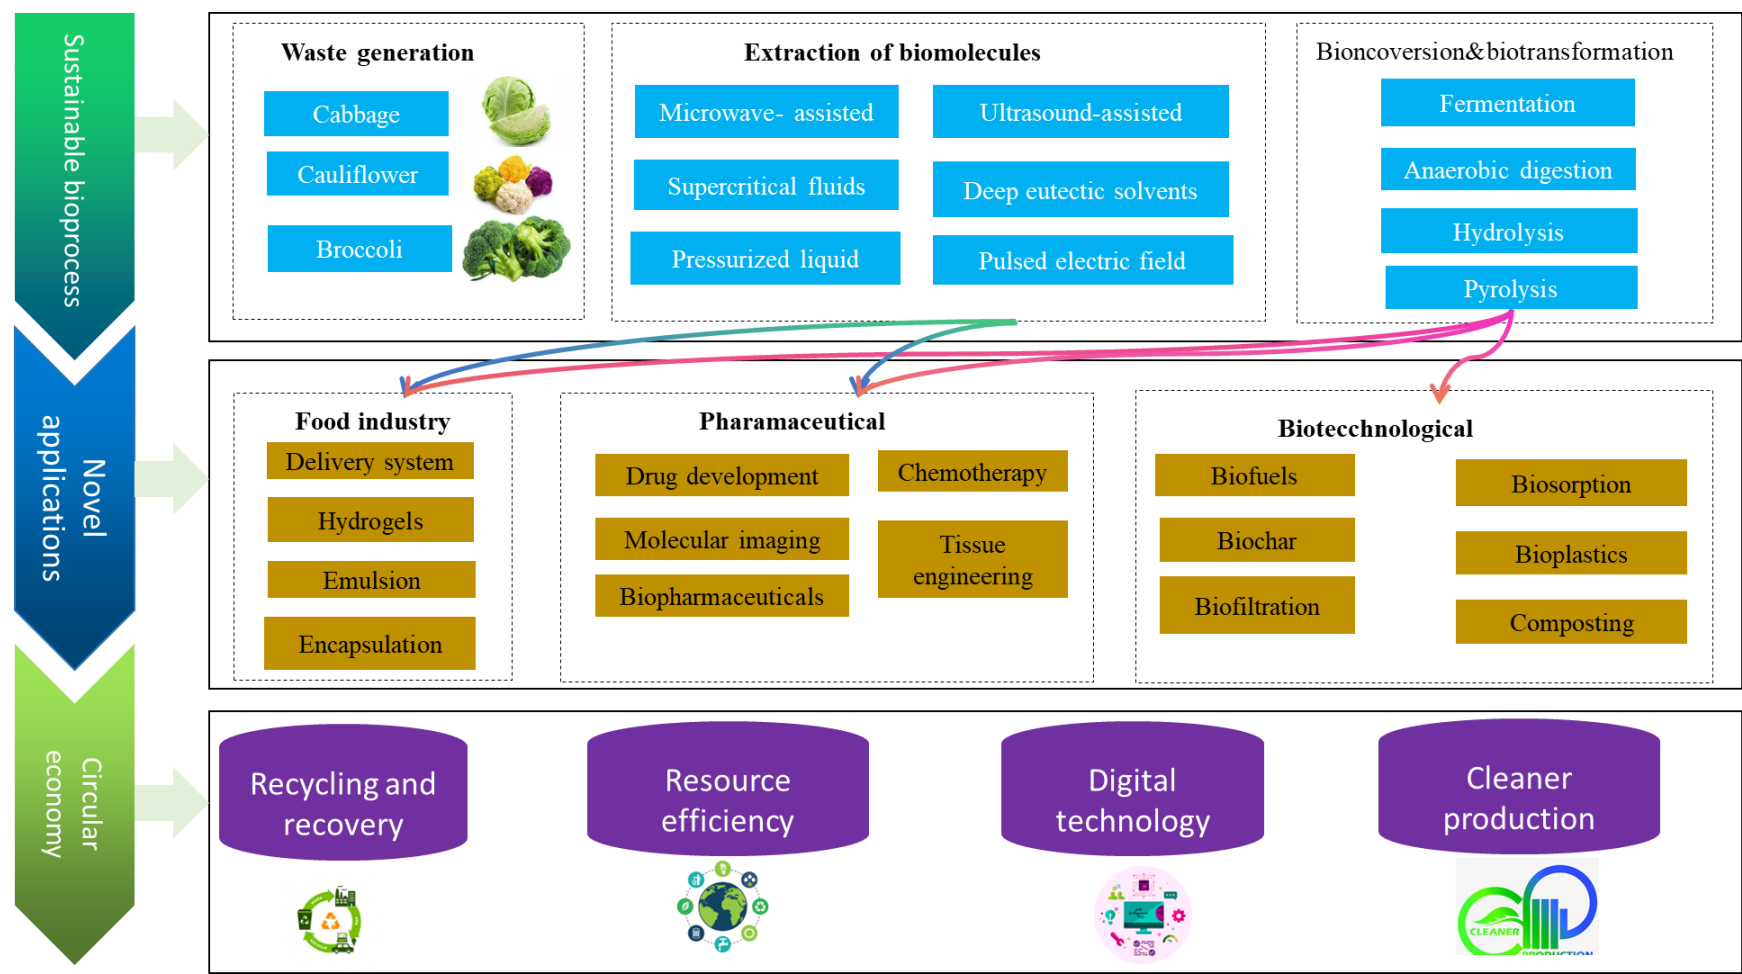 Sustainable bioprocess
Waste generation
Cabbage
Cauliflower
Broccoli
Extraction of biomolecules
Microwave- assisted
Ultrasound-assisted
Supercritical fluids
Deep eutectic solvents
Pressurized liquid
Pulsed electric field
Bioncoversion&biotransformation
Fermentation
Anaerobic digestion
Hydrolysis
Pyrolysis
Novel
applications
Food industry
Delivery system
Hydrogels
Emulsion
Encapsulation
Pharamaceutical
Drug development
Chemotherapy
Molecular imaging
Tissue
engineering
Biopharmaceuticals
Biotecchnological
Biofuels
Biosorption
Biochar
Bioplastics
Biofiltration
Composting
Circular
economy
Recycling and
recovery
Resource
efficiency
Digital
technology
Cleaner
production
CLEANER
PRODUCTION